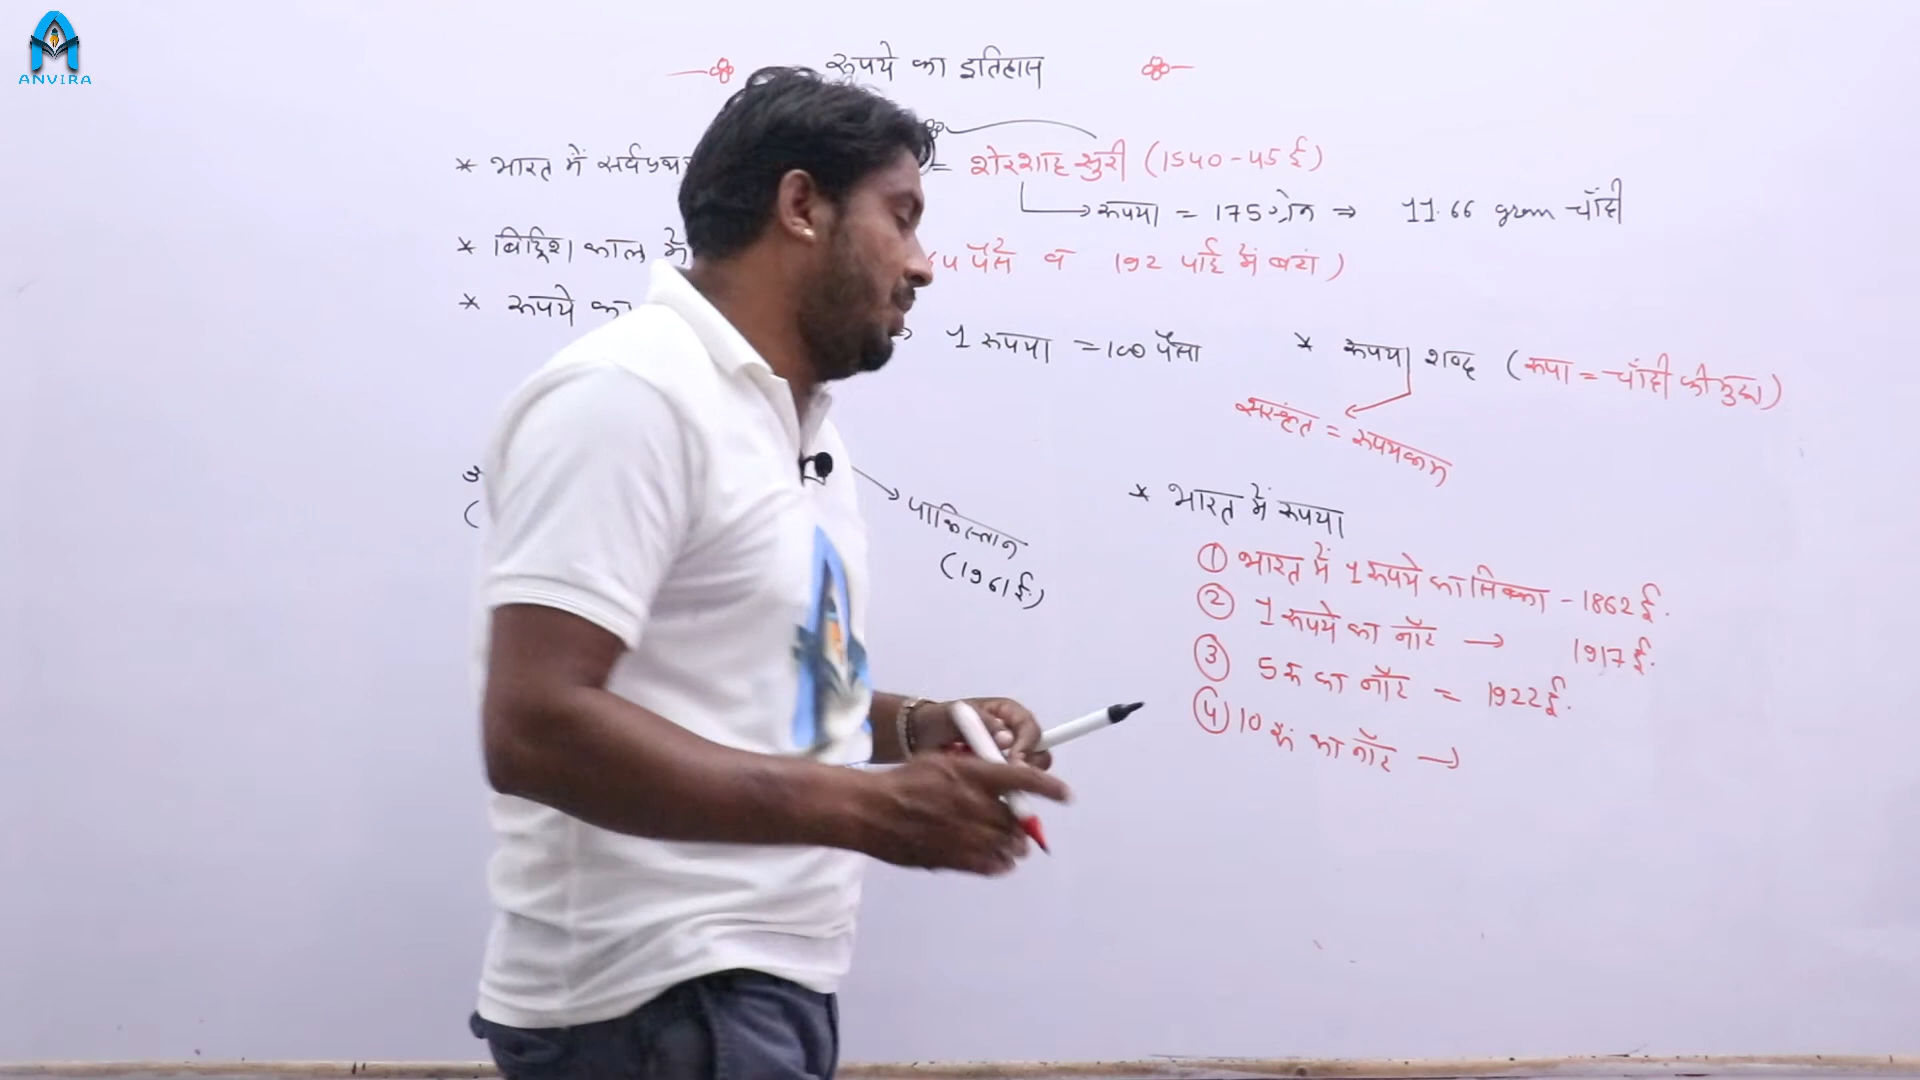 ANVIRA
रुपये का इतिहास
* भारत में सर्वप्रथम = शेरशाह सूरी (1540-45 ई)
रूपया = 175 ग्रेन ⇒ 11.66 gram चाँदी
* ब्रिटिश काल में पैसे व 192 पाई में बटां)
* रूपये का
1 रूपया = 100 पैसा
* रूपया शब्द (रूपा = चाँदी की मुद्रा)
संस्कृत = रूपयकम
पाकिस्तान
(1961 ई.)
* भारत में रूपया
① भारत में 1 रूपये का सिक्का - 1862 ई.
② 1 रूपये का नोट → 1917 ई.
③ 5 रू का नोट = 1922 ई.
④ 10 रू का नोट →